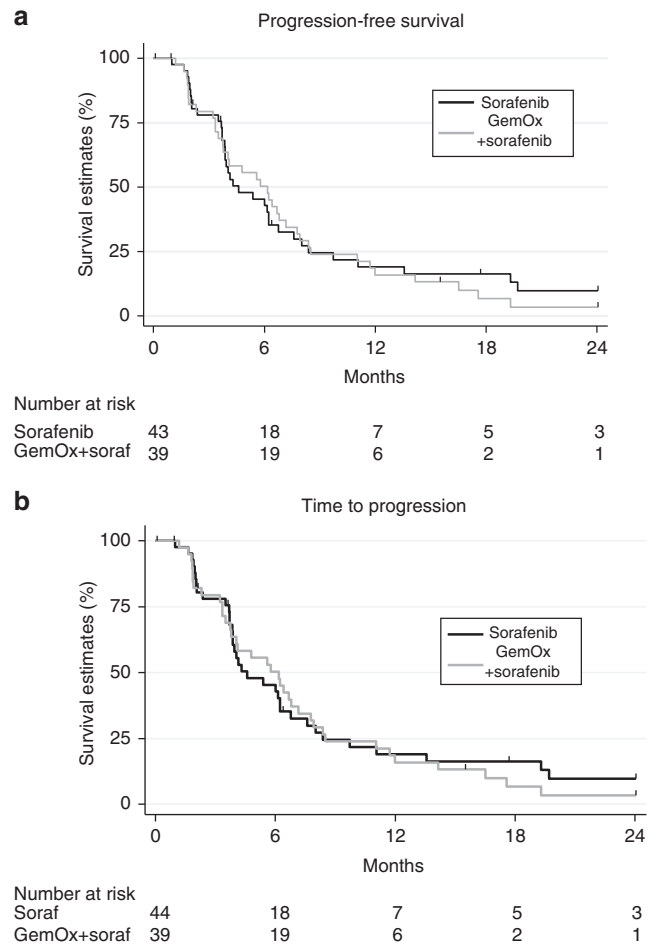 a
Progression-free survival
Survival estimates (%)
100
75
50
25
0
Sorafenib
GemOx
+sorafenib
0 6 12 18 24
Months
Number at risk
Sorafenib 43 18 7 5 3
GemOx+soraf 39 19 6 2 1
b
Time to progression
Survival estimates (%)
100
75
50
25
0
Sorafenib
GemOx
+sorafenib
0 6 12 18 24
Months
Number at risk
Soraf 44 18 7 5 3
GemOx+soraf 39 19 6 2 1